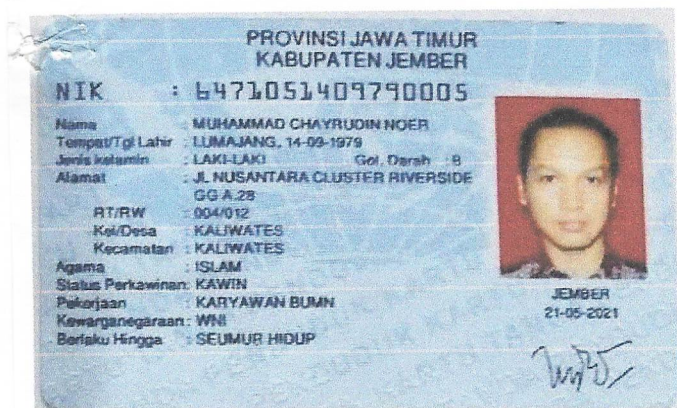 PROVINSI JAWA TIMUR
KABUPATEN JEMBER
NIK : 6471051409790005
Nama : MUHAMMAD CHAYRUDIN NOER
Tempat/Tgl Lahir : LUMAJANG, 14-09-1979
Jenis kelamin : LAKI-LAKI Gol. Darah : B
Alamat : JL NUSANTARA CLUSTER RIVERSIDE
GG A.28
RT/RW : 004/012
Kel/Desa : KALIWATES
Kecamatan : KALIWATES
Agama : ISLAM
Status Perkawinan: KAWIN
Pekerjaan : KARYAWAN BUMN
Kewarganegaraan: WNI
Berlaku Hingga : SEUMUR HIDUP
JEMBER
21-05-2021